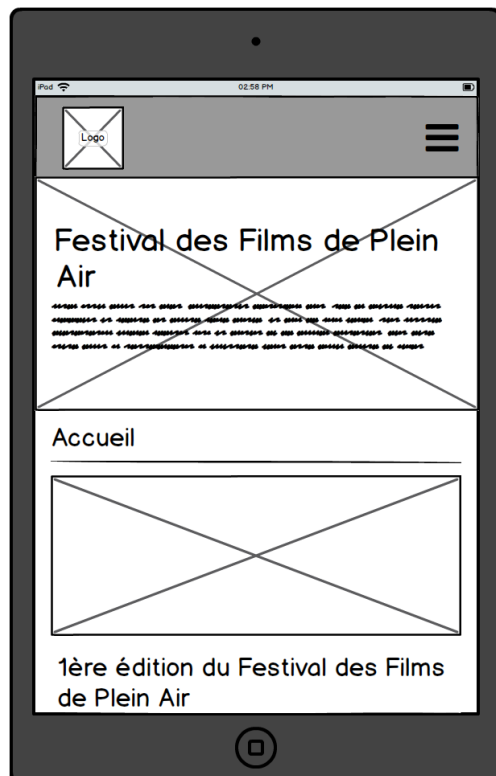 iPod 02:58 PM
Logo
Festival des Films de Plein
Air
Accueil
1ère édition du Festival des Films
de Plein Air